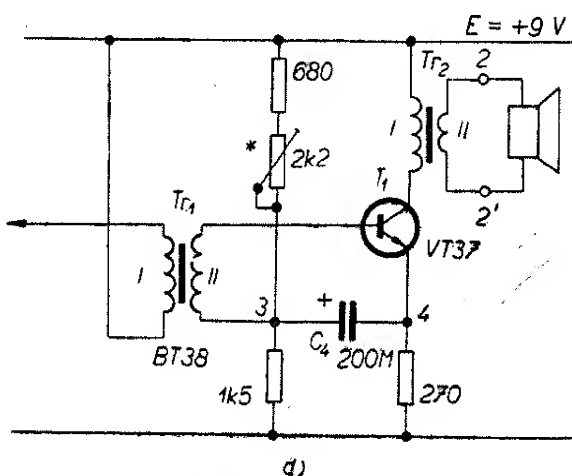 E = +9 V
680
Tr2
2
I
II
* 2k2
T1
2'
Tr1
VT37
I
II
3
+
4
BT38
C4
200M
1k5
270
a)